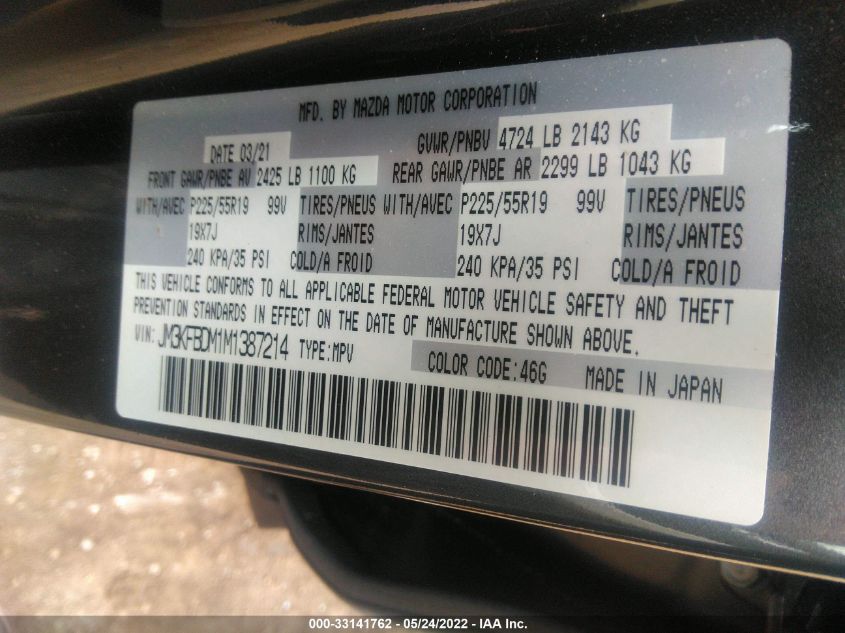 MFD. BY MAZDA MOTOR CORPORATION
DATE 03/21 GVWR/PNBV 4724 LB 2143 KG
FRONT GAWR/PNBE AV 2425 LB 1100 KG REAR GAWR/PNBE AR 2299 LB 1043 KG
WITH/AVEC P225/55R19 99V TIRES/PNEUS WITH/AVEC P225/55R19 99V TIRES/PNEUS
19X7J RIMS/JANTES 19X7J RIMS/JANTES
240 KPA/35 PSI COLD/A FROID 240 KPA/35 PSI COLD/A FROID
THIS VEHICLE CONFORMS TO ALL APPLICABLE FEDERAL MOTOR VEHICLE SAFETY AND THEFT
PREVENTION STANDARDS IN EFFECT ON THE DATE OF MANUFACTURE SHOWN ABOVE.
VIN: JM3KFBDM1M1387214 TYPE:MPV COLOR CODE:46G MADE IN JAPAN
000-33141762 - 05/24/2022 - IAA Inc.